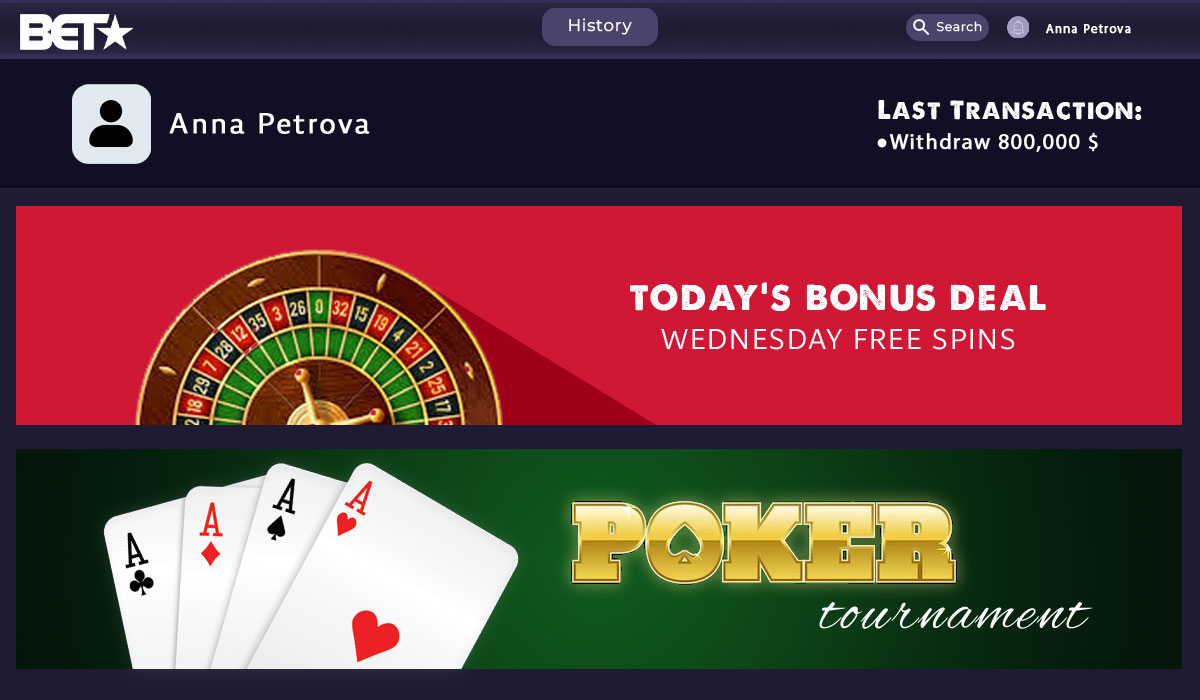 BET★
History
Search
Anna Petrova
Anna Petrova
LAST TRANSACTION:
•Withdraw 800,000 $
TODAY'S BONUS DEAL
WEDNESDAY FREE SPINS
18 29 7 28 12 35 3 26 0 32 15 19 4 21 2 25 17
A A A A
POKER
tournament